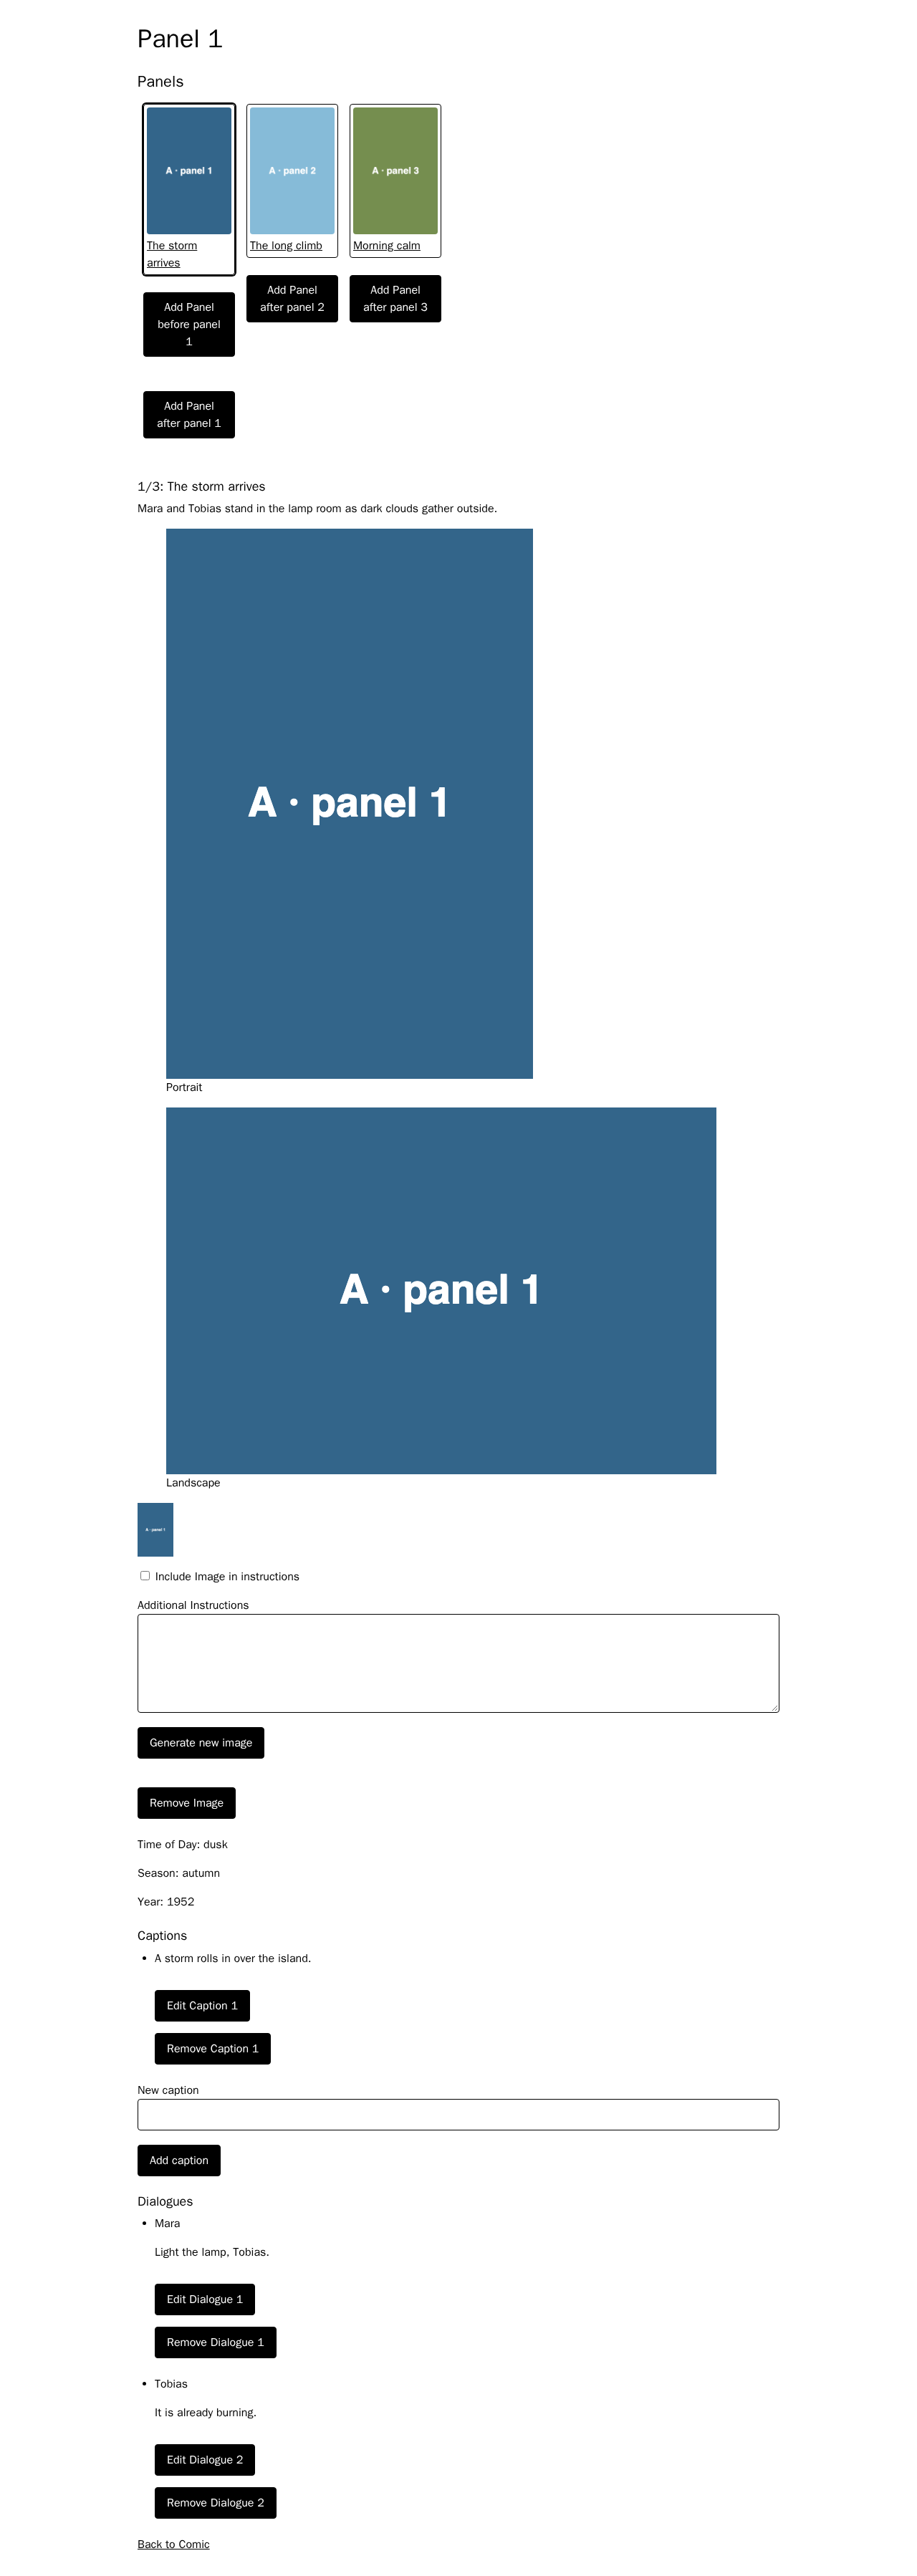 Panel 1
Panels
A · panel 1
The storm
arrives
Add Panel
before panel
1
Add Panel
after panel 1
A · panel 2
The long climb
Add Panel
after panel 2
A · panel 3
Morning calm
Add Panel
after panel 3
1/3: The storm arrives
Mara and Tobias stand in the lamp room as dark clouds gather outside.
A · panel 1
Portrait
A · panel 1
Landscape
A · panel 1
Include Image in instructions
Additional Instructions
Generate new image
Remove Image
Time of Day: dusk
Season: autumn
Year: 1952
Captions
• A storm rolls in over the island.
Edit Caption 1
Remove Caption 1
New caption
Add caption
Dialogues
• Mara
Light the lamp, Tobias.
Edit Dialogue 1
Remove Dialogue 1
• Tobias
It is already burning.
Edit Dialogue 2
Remove Dialogue 2
Back to Comic